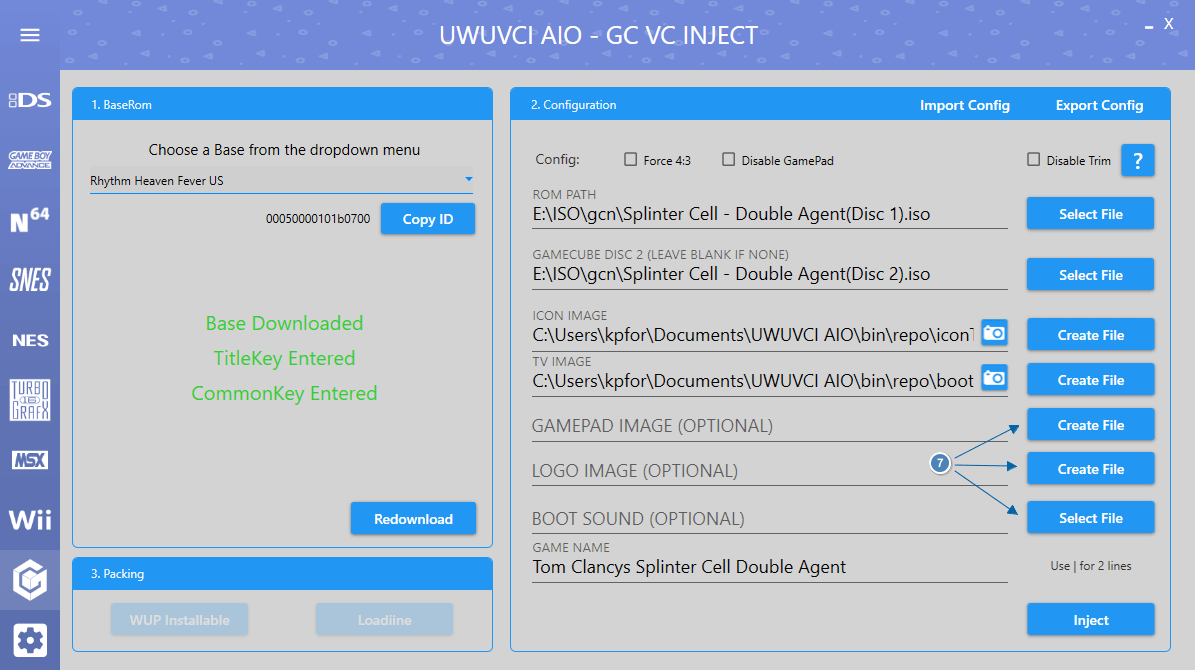 UWUVCI AIO - GC VC INJECT
X
DS
GAME BOY
ADVANCE
N64
SNES
NES
TURBO
16
GRAFX
MSX
Wii
1. BaseRom
Choose a Base from the dropdown menu
Rhythm Heaven Fever US
00050000101b0700 Copy ID
Base Downloaded
TitleKey Entered
CommonKey Entered
Redownload
3. Packing
WUP Installable Loadiine
2. Configuration Import Config Export Config
Config: Force 4:3 Disable GamePad Disable Trim ?
ROM PATH
E:\ISO\gcn\Splinter Cell - Double Agent(Disc 1).iso Select File
GAMECUBE DISC 2 (LEAVE BLANK IF NONE)
E:\ISO\gcn\Splinter Cell - Double Agent(Disc 2).iso Select File
ICON IMAGE
C:\Users\kpfor\Documents\UWUVCI AIO\bin\repo\icon Create File
TV IMAGE
C:\Users\kpfor\Documents\UWUVCI AIO\bin\repo\boot Create File
GAMEPAD IMAGE (OPTIONAL) Create File
7
LOGO IMAGE (OPTIONAL) Create File
BOOT SOUND (OPTIONAL) Select File
GAME NAME
Tom Clancys Splinter Cell Double Agent Use | for 2 lines
Inject